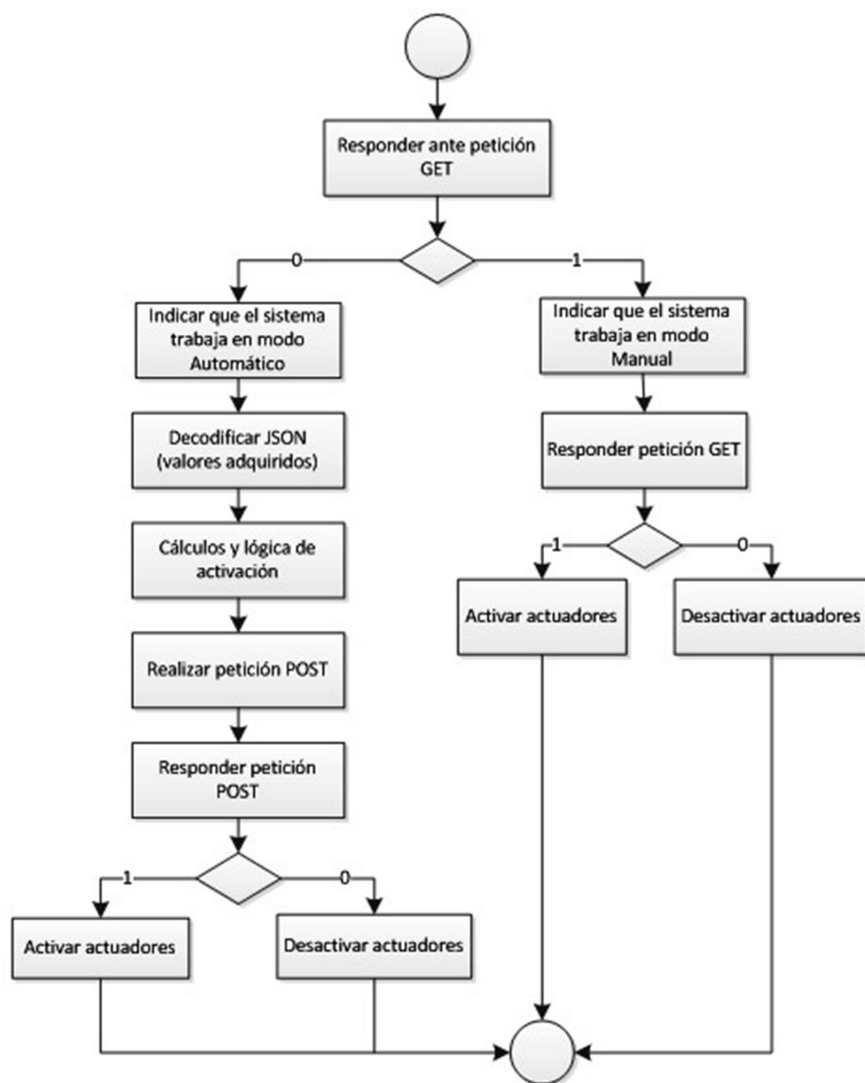 Responder ante petición
GET
0
1
Indicar que el sistema
trabaja en modo
Automático
Indicar que el sistema
trabaja en modo
Manual
Decodificar JSON
(valores adquiridos)
Responder petición GET
Cálculos y lógica de
activación
1
0
Activar actuadores
Desactivar actuadores
Realizar petición POST
Responder petición
POST
1
0
Activar actuadores
Desactivar actuadores